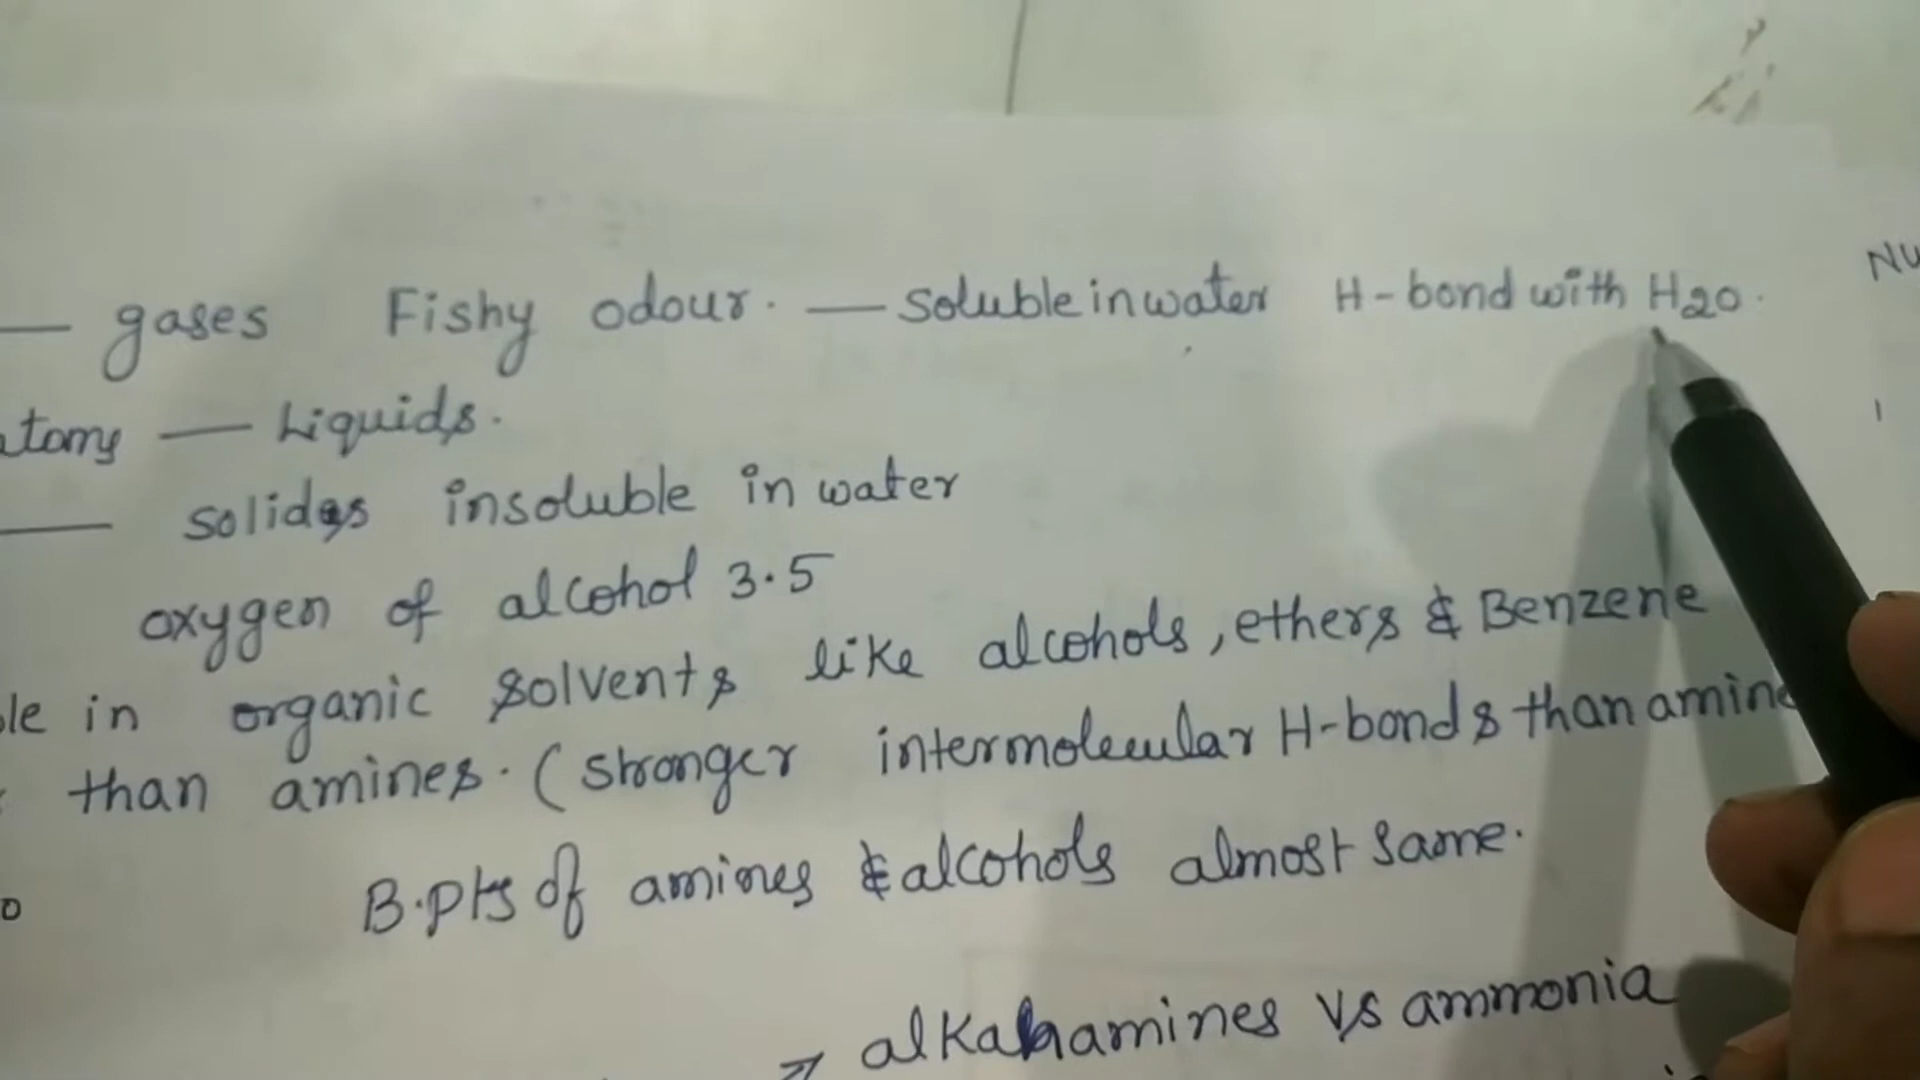 — gases Fishy odour. — soluble in water H-bond with H2O.
NU
atomy — Liquids.
— solids insoluble in water
oxygen of alcohol 3.5
le in organic solvents like alcohols, ethers & Benzene
than amines. (stronger intermolecular H-bonds than amine
B.pts of amines & alcohols almost same.
alkanamines Vs ammonia